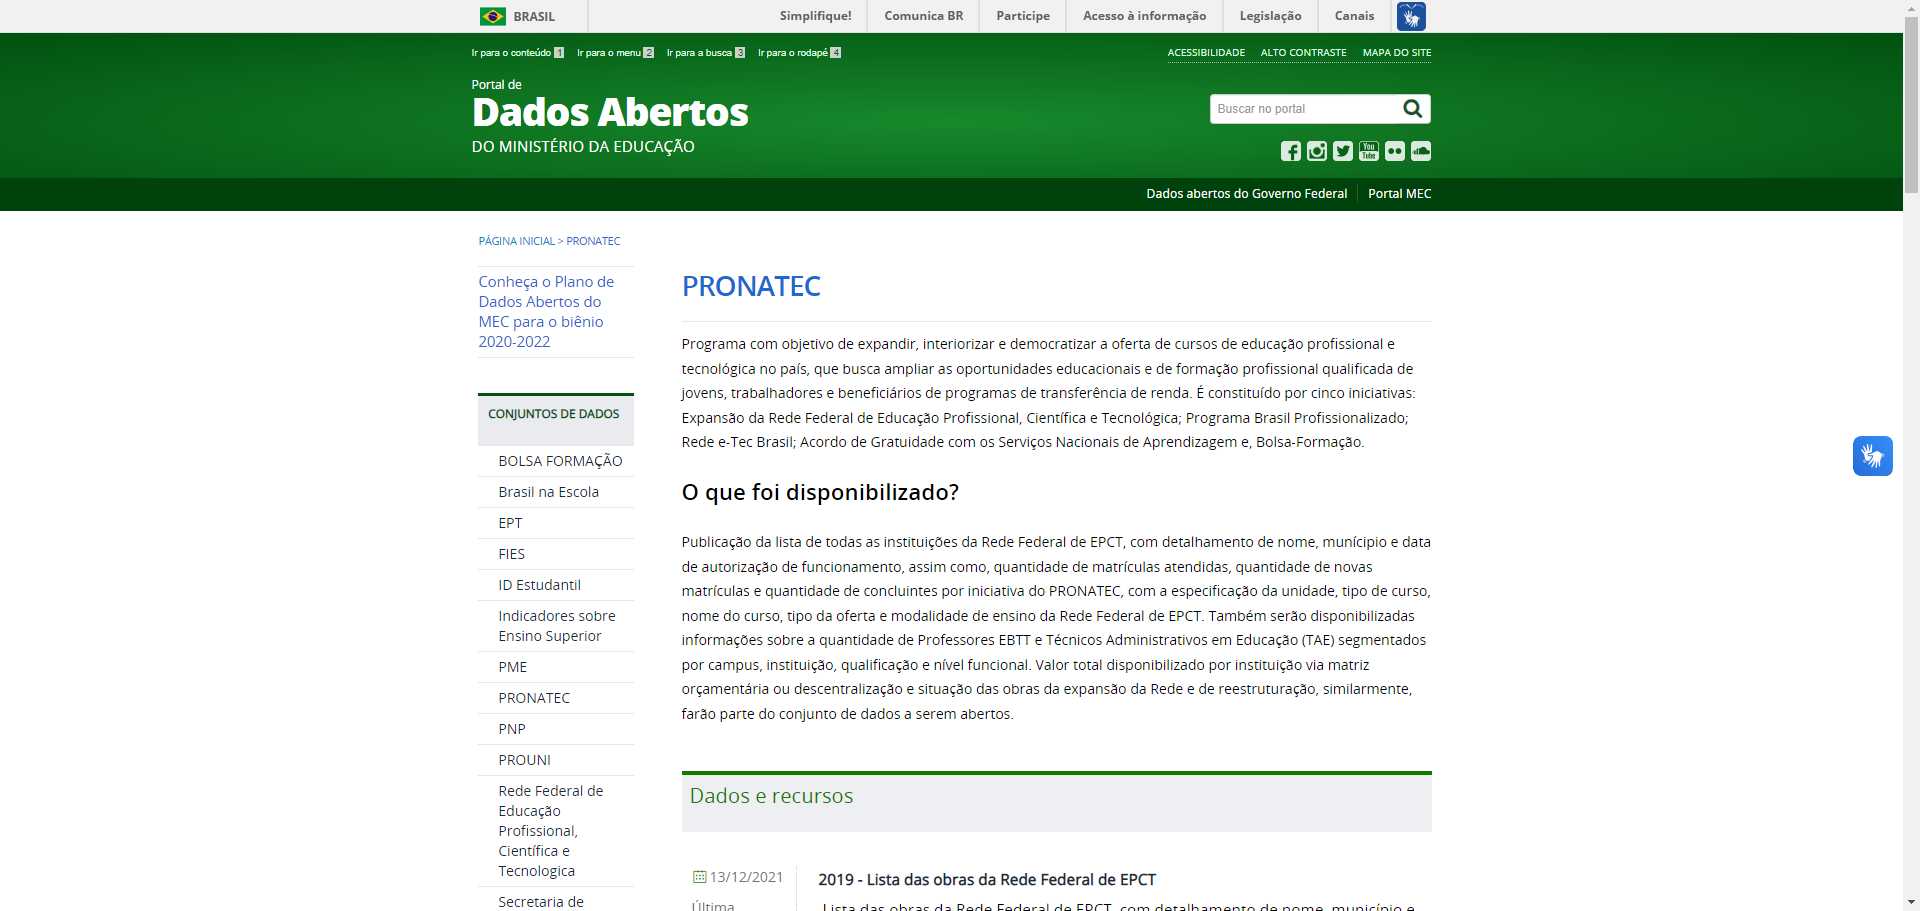 BRASIL
Simplifique!
Comunica BR
Participe
Acesso à informação
Legislação
Canais
Ir para o conteúdo 1
Ir para o menu 2
Ir para a busca 3
Ir para o rodapé 4
ACESSIBILIDADE
ALTO CONTRASTE
MAPA DO SITE
Portal de
Dados Abertos
DO MINISTÉRIO DA EDUCAÇÃO
Buscar no portal
You
Tube
Dados abertos do Governo Federal
Portal MEC
PÁGINA INICIAL > PRONATEC
Conheça o Plano de
Dados Abertos do
MEC para o biênio
2020-2022
CONJUNTOS DE DADOS
BOLSA FORMAÇÃO
Brasil na Escola
EPT
FIES
ID Estudantil
Indicadores sobre
Ensino Superior
PME
PRONATEC
PNP
PROUNI
Rede Federal de
Educação
Profissional,
Científica e
Tecnologica
Secretaria de
PRONATEC
Programa com objetivo de expandir, interiorizar e democratizar a oferta de cursos de educação profissional e
tecnológica no país, que busca ampliar as oportunidades educacionais e de formação profissional qualificada de
jovens, trabalhadores e beneficiários de programas de transferência de renda. É constituído por cinco iniciativas:
Expansão da Rede Federal de Educação Profissional, Científica e Tecnológica; Programa Brasil Profissionalizado;
Rede e-Tec Brasil; Acordo de Gratuidade com os Serviços Nacionais de Aprendizagem e, Bolsa-Formação.
O que foi disponibilizado?
Publicação da lista de todas as instituições da Rede Federal de EPCT, com detalhamento de nome, munícipio e data
de autorização de funcionamento, assim como, quantidade de matrículas atendidas, quantidade de novas
matrículas e quantidade de concluintes por iniciativa do PRONATEC, com a especificação da unidade, tipo de curso,
nome do curso, tipo da oferta e modalidade de ensino da Rede Federal de EPCT. Também serão disponibilizadas
informações sobre a quantidade de Professores EBTT e Técnicos Administrativos em Educação (TAE) segmentados
por campus, instituição, qualificação e nível funcional. Valor total disponibilizado por instituição via matriz
orçamentária ou descentralização e situação das obras da expansão da Rede e de reestruturação, similarmente,
farão parte do conjunto de dados a serem abertos.
Dados e recursos
13/12/2021
Última
2019 - Lista das obras da Rede Federal de EPCT
Lista das obras da Rede Federal de EPCT, com detalhamento de nome, município e